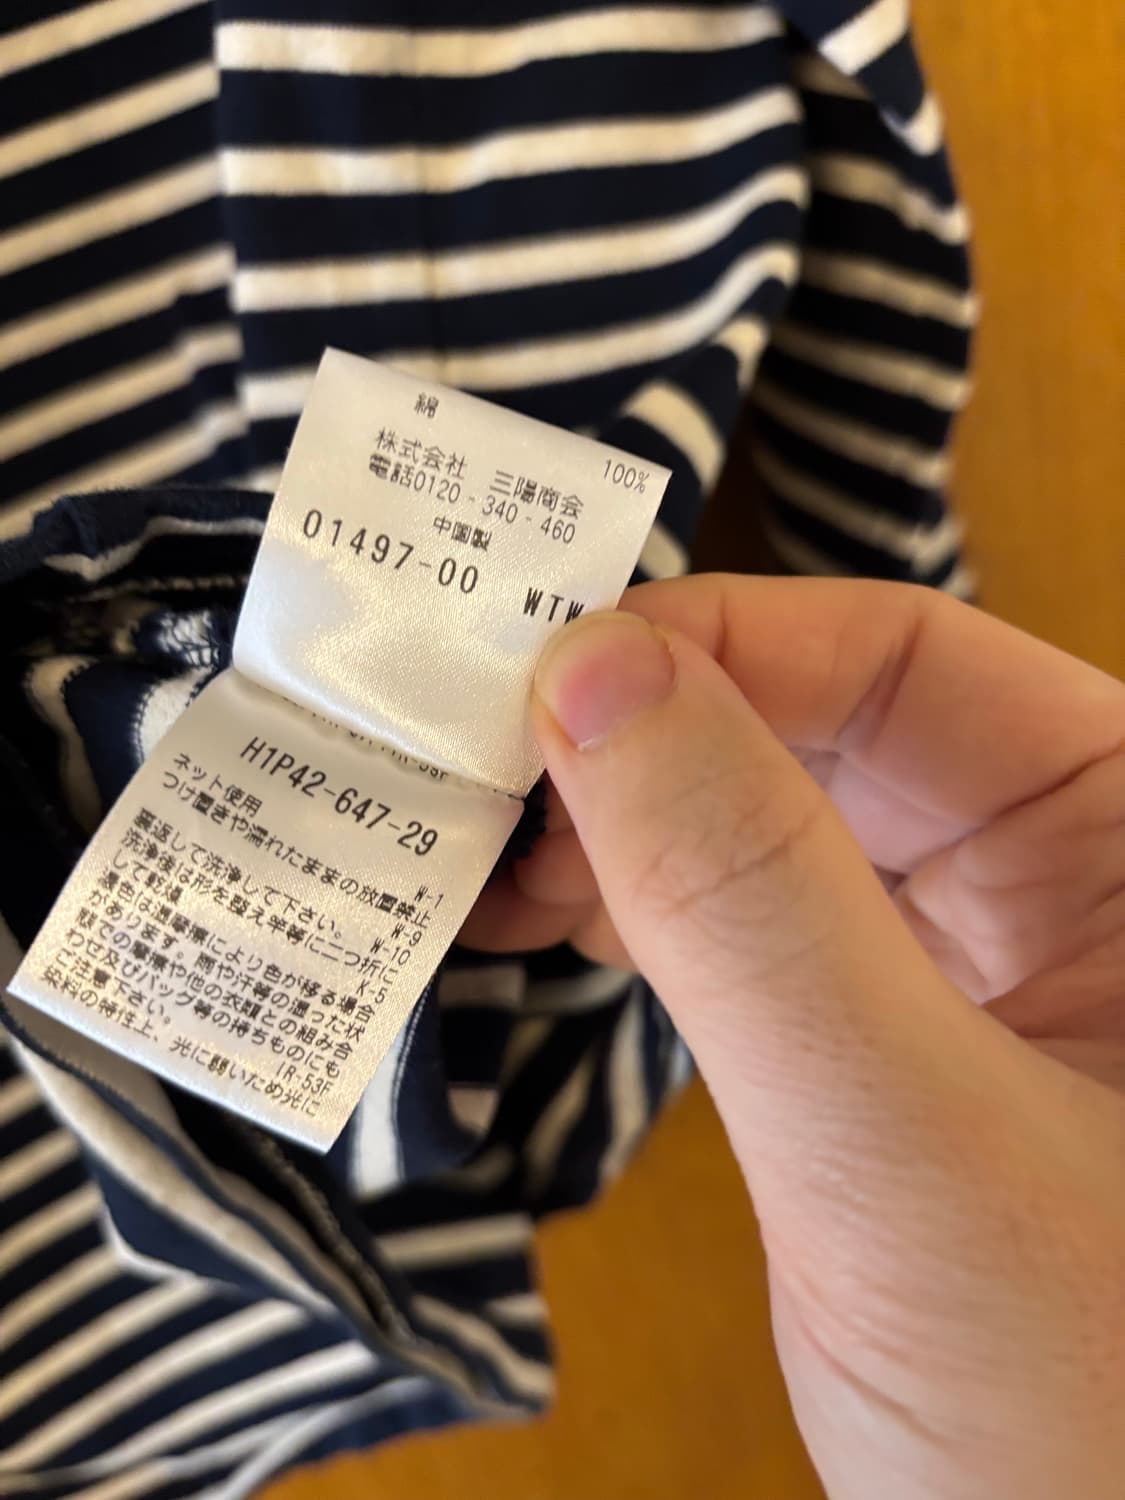 綿 100%
株式会社 三陽商会
電話0120-340-460
中国製
01497-00 WTW
H1P42-647-29
ネット使用 W-1
つけ置きや濡れたままの放置禁止
W-9
裏返して洗浄して下さい。 W-10
洗浄後は形を整え竿等に二つ折に
して乾燥 K-5
濃色は湿摩擦により色が移る場合
があります。雨や汗等の湿った状
態での摩擦や他の衣類との組み合
わせ及びバッグ等の持ちものにも
ご注意下さい。 IR-53F
染料の特性上、光に弱いため光に